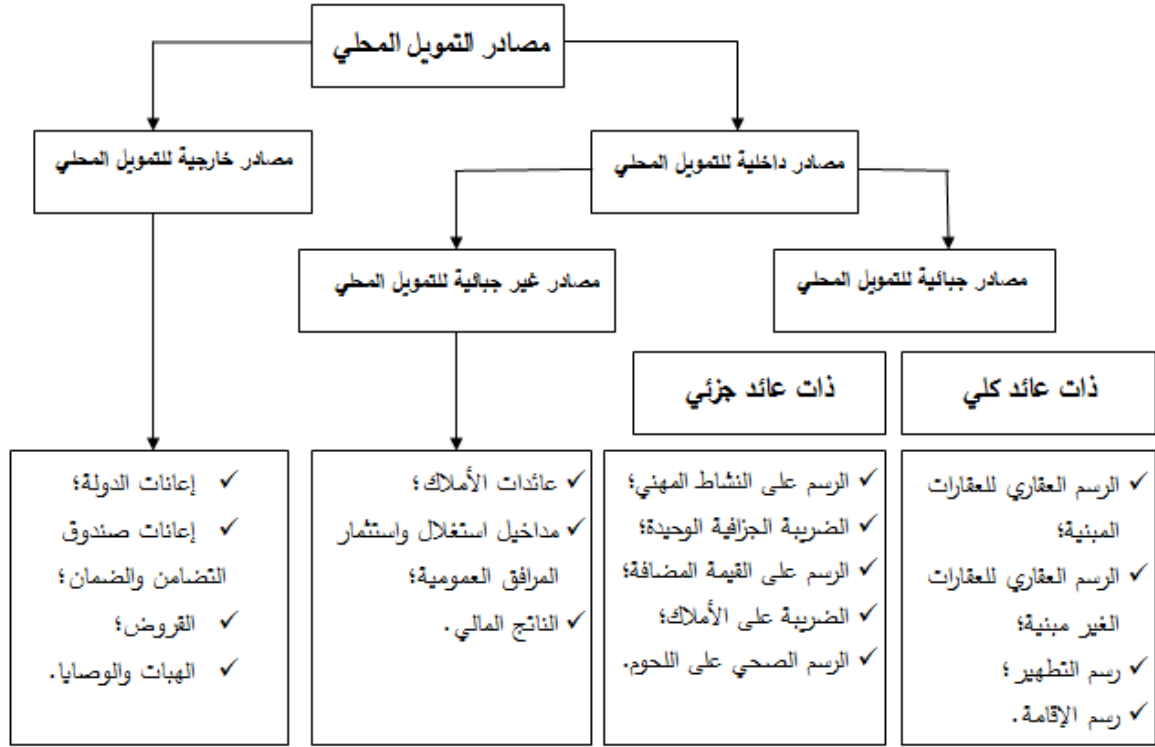 مصادر التمويل المحلي
مصادر داخلية للتمويل المحلي
مصادر خارجية للتمويل المحلي
مصادر جبائية للتمويل المحلي
مصادر غير جبائية للتمويل المحلي
ذات عائد كلي
ذات عائد جزئي
✓ الرسم العقاري للعقارات
المبنية؛
✓ الرسم العقاري للعقارات
الغير مبنية؛
✓ رسم التطهير؛
✓ رسم الإقامة.
✓ الرسم على النشاط المهني؛
✓ الضريبة الجزافية الوحيدة؛
✓ الرسم على القيمة المضافة؛
✓ الضريبة على الأملاك؛
✓ الرسم الصحي على اللحوم.
✓ عائدات الأملاك؛
✓ مداخيل استغلال واستثمار
المرافق العمومية؛
✓ الناتج المالي.
✓ إعانات الدولة؛
✓ إعانات صندوق
التضامن والضمان؛
✓ القروض؛
✓ الهبات والوصايا.